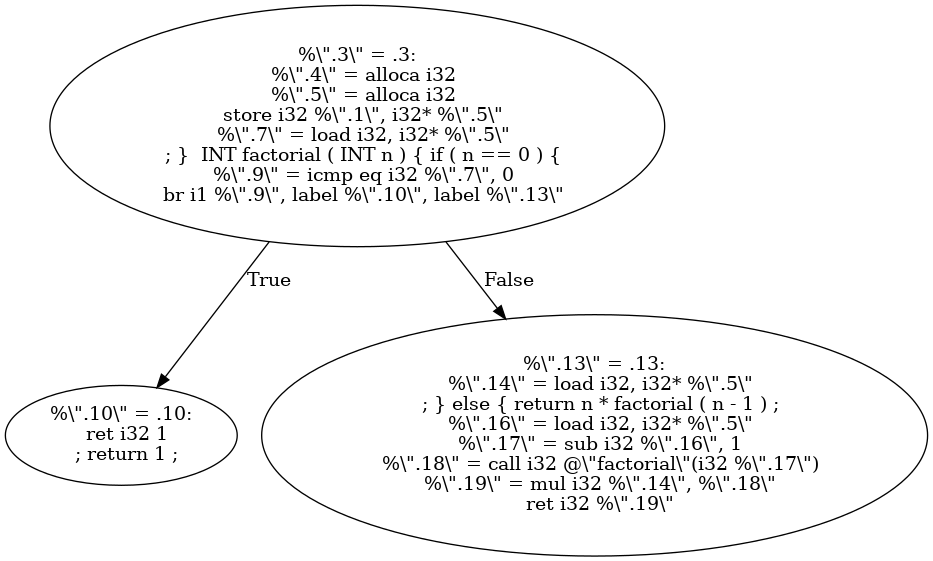 %\".3\" = .3:
%\".4\" = alloca i32
%\".5\" = alloca i32
store i32 %\".1\", i32* %\".5\"
%\".7\" = load i32, i32* %\".5\"
; }  INT factorial ( INT n ) { if ( n == 0 ) {
%\".9\" = icmp eq i32 %\".7\", 0
br i1 %\".9\", label %\".10\", label %\".13\"
True
False
%\".10\" = .10:
ret i32 1
; return 1 ;
%\".13\" = .13:
%\".14\" = load i32, i32* %\".5\"
; } else { return n * factorial ( n - 1 ) ;
%\".16\" = load i32, i32* %\".5\"
%\".17\" = sub i32 %\".16\", 1
%\".18\" = call i32 @\"factorial\"(i32 %\".17\")
%\".19\" = mul i32 %\".14\", %\".18\"
ret i32 %\".19\"